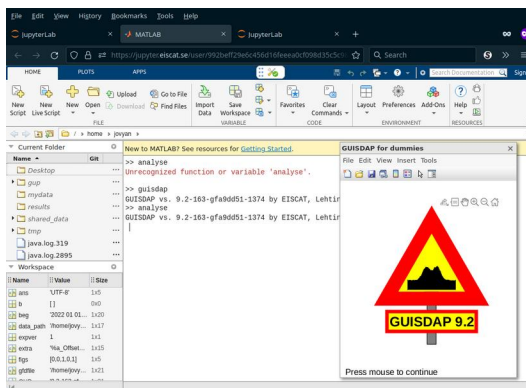 File Edit View History Bookmarks Tools Help
JupyterLab × MATLAB × JupyterLab × +
https://jupyter.eiscat.se/user/992beff29e6c456d16feeea0cf098d35c5c Search
HOME PLOTS APPS Search Documentation Sign
New Script New Live Script New Open Upload Download Go to File Find Files Import Data Save Workspace Favorites Clear Commands Layout Preferences Add-Ons Help
FILE VARIABLE CODE ENVIRONMENT RESOURCES
/ home josyan
Current Folder
Name Git
Desktop
gup
mydata
results
shared_data
tmp
java.log.319
java.log.2895
Workspace
Name Value Size
ans 'UTF-8' 1x5
b [ ] 0x0
beg '2022 01 01... 1x20
data_path '/home/jovy... 1x17
expver 1 1x1
extra '%a_Offset... 1x15
figs [0,0,1,0,1] 1x5
gfdfile '/home/jovy... 1x21
New to MATLAB? See resources for Getting Started.
>> analyse
Unrecognized function or variable 'analyse'.
>> guisdap
GUISDAP vs. 9.2-163-gfa9dd51-1374 by EISCAT, Lehtin
>> analyse
GUISDAP vs. 9.2-163-gfa9dd51-1374 by EISCAT, Lehtin
GUISDAP for dummies ×
File Edit View Insert Tools
GUISDAP 9.2
Press mouse to continue